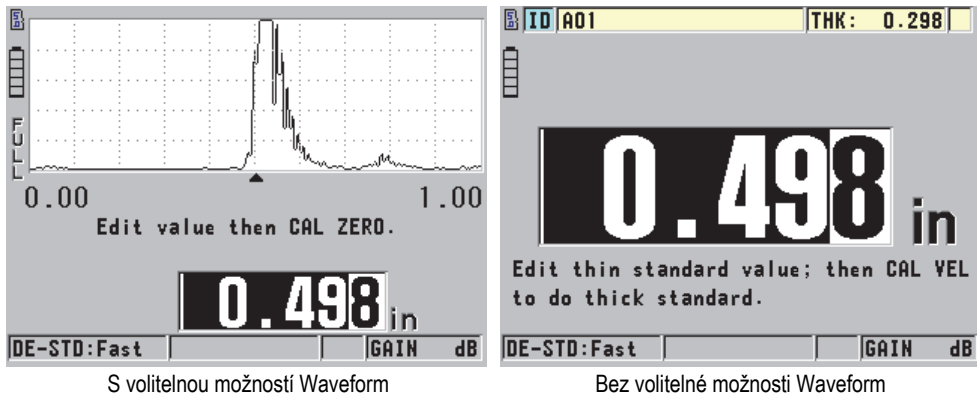 FULL
0.00 1.00
Edit value then CAL ZERO.
0.498 in
DE-STD:Fast GAIN dB
S volitelnou možností Waveform
ID A01 THK: 0.298
0.498 in
Edit thin standard value; then CAL VEL
to do thick standard.
DE-STD:Fast GAIN dB
Bez volitelné možnosti Waveform